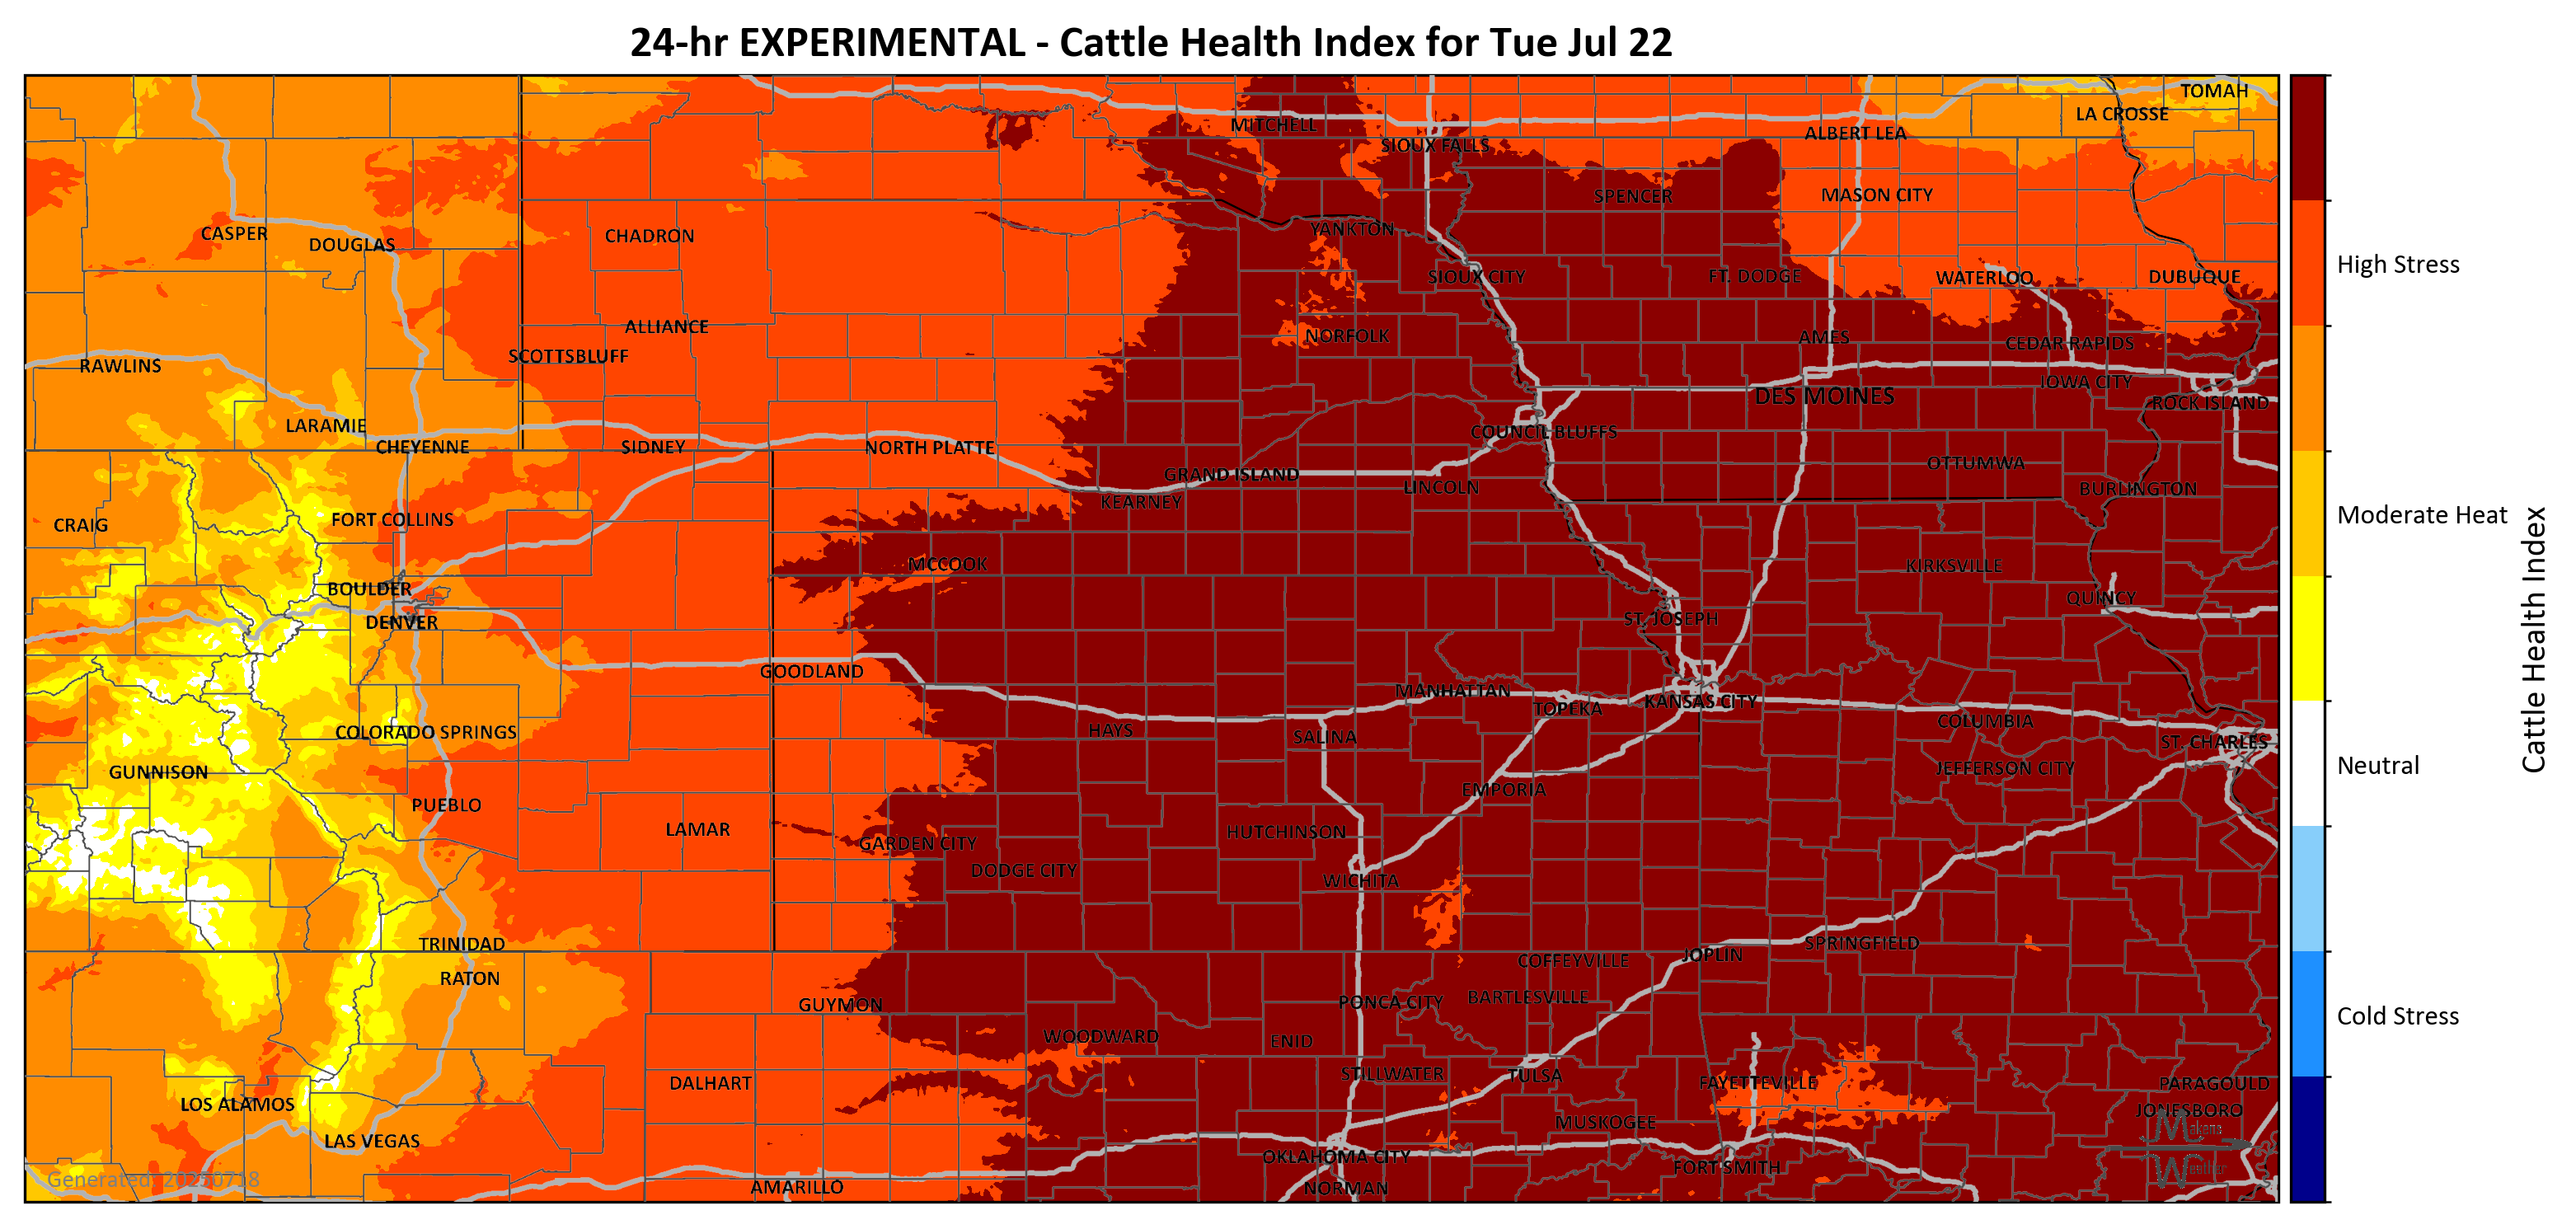 24-hr EXPERIMENTAL - Cattle Health Index for Tue Jul 22
TOMAH
LA CROSSE
MITCHELL
ALBERT LEA
SIOUX FALLS
SPENCER
MASON CITY
CASPER
DOUGLAS
CHADRON
YANKTON
SIOUX CITY
FT. DODGE
WATERLOO
DUBUQUE
High Stress
ALLIANCE
NORFOLK
AMES
CEDAR RAPIDS
SCOTTSBLUFF
RAWLINS
IOWA CITY
DES MOINES
ROCK ISLAND
LARAMIE
COUNCIL BLUFFS
CHEYENNE
SIDNEY
NORTH PLATTE
OTTUMWA
GRAND ISLAND
LINCOLN
BURLINGTON
KEARNEY
Moderate Heat
CRAIG
FORT COLLINS
MCCOOK
KIRKSVILLE
BOULDER
QUINCY
DENVER
ST. JOSEPH
Cattle Health Index
GOODLAND
MANHATTAN
TOPEKA
KANSAS CITY
COLUMBIA
COLORADO SPRINGS
HAYS
SALINA
ST. CHARLES
GUNNISON
JEFFERSON CITY
Neutral
EMPORIA
PUEBLO
LAMAR
HUTCHINSON
GARDEN CITY
DODGE CITY
WICHITA
TRINIDAD
SPRINGFIELD
JOPLIN
COFFEYVILLE
RATON
GUYMON
PONCA CITY
BARTLESVILLE
Cold Stress
WOODWARD
ENID
STILLWATER
TULSA
DALHART
FAYETTEVILLE
PARAGOULD
LOS ALAMOS
JONESBORO
MUSKOGEE
Makens
LAS VEGAS
OKLAHOMA CITY
FORT SMITH
Weather
Generated: 20250718
AMARILLO
NORMAN